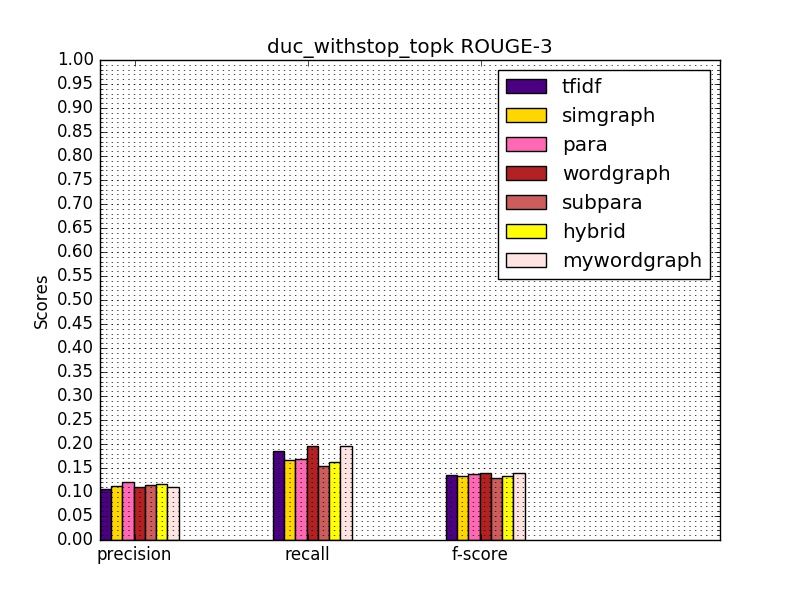 duc_withstop_topk ROUGE-3
1.00
0.95
0.90
0.85
0.80
0.75
0.70
0.65
0.60
0.55
0.50
0.45
0.40
0.35
0.30
0.25
0.20
0.15
0.10
0.05
0.00
Scores
tfidf
simgraph
para
wordgraph
subpara
hybrid
mywordgraph
precision
recall
f-score